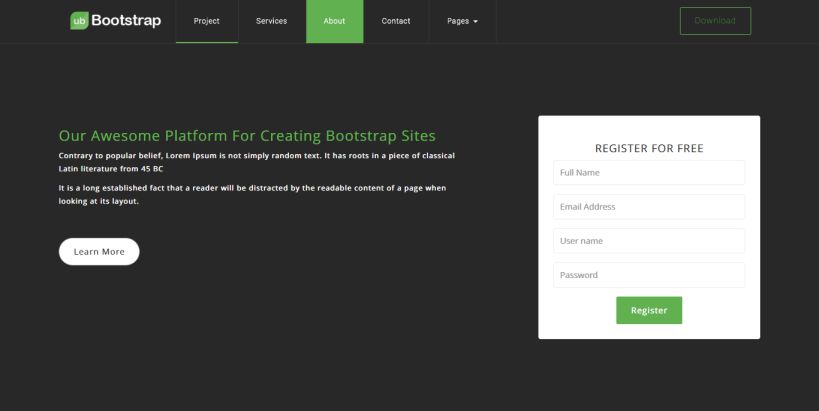 ub Bootstrap
Project
Services
About
Contact
Pages
Download
Our Awesome Platform For Creating Bootstrap Sites
Contrary to popular belief, Lorem Ipsum is not simply random text. It has roots in a piece of classical
Latin literature from 45 BC
It is a long established fact that a reader will be distracted by the readable content of a page when
looking at its layout.
Learn More
REGISTER FOR FREE
Full Name
Email Address
User name
Password
Register